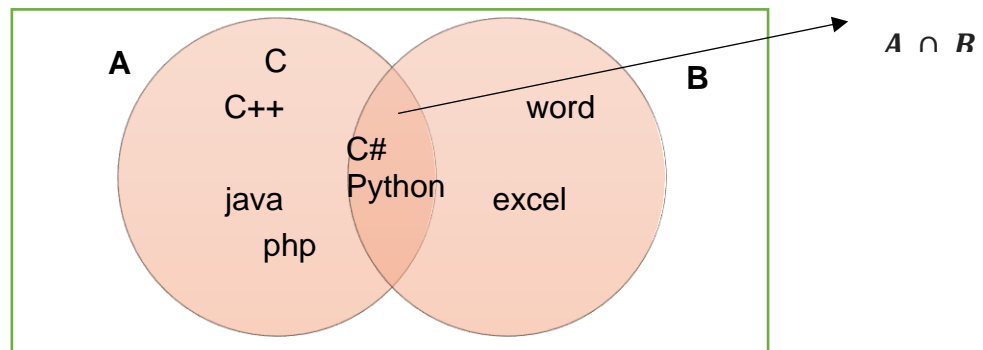 A
C
A ∩ B
B
C++
word
C#
Python
java
excel
php